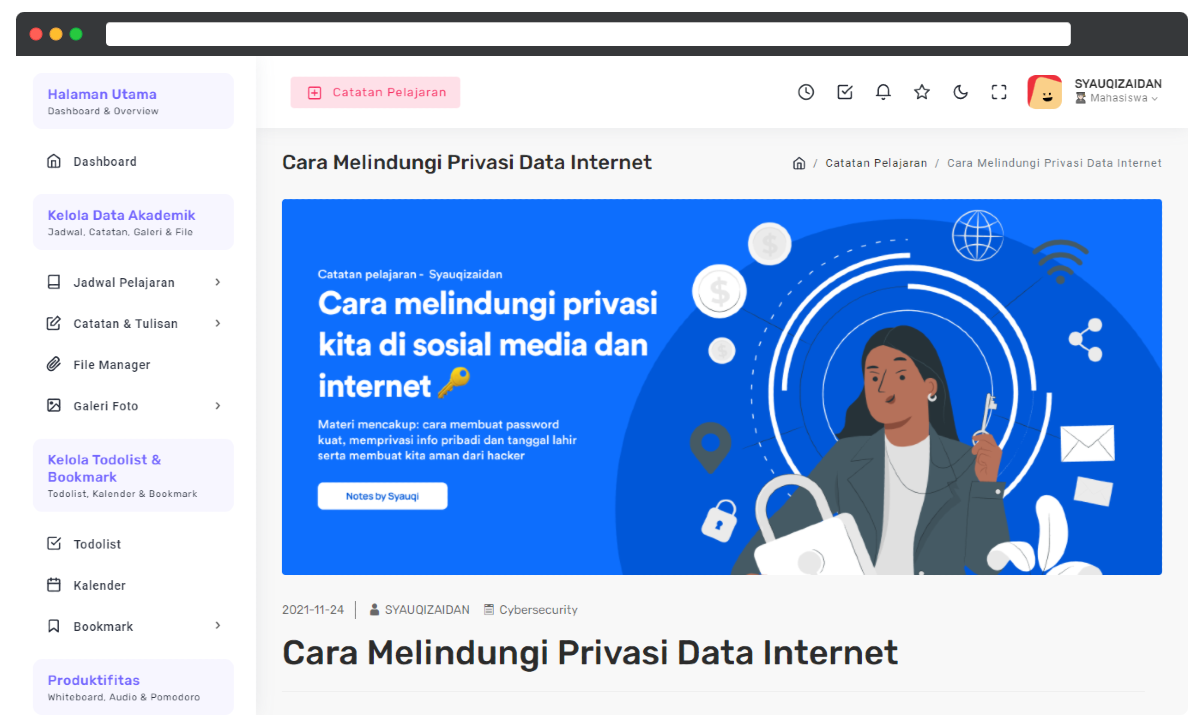 Halaman Utama
Dashboard & Overview
Dashboard
Kelola Data Akademik
Jadwal, Catatan, Galeri & File
Jadwal Pelajaran
Catatan & Tulisan
File Manager
Galeri Foto
Kelola Todolist &
Bookmark
Todolist, Kalender & Bookmark
Todolist
Kalender
Bookmark
Produktifitas
Whiteboard, Audio & Pomodoro
Catatan Pelajaran
SYAUQIZAIDAN
Mahasiswa
Cara Melindungi Privasi Data Internet
/ Catatan Pelajaran / Cara Melindungi Privasi Data Internet
Catatan pelajaran - Syauqizaidan
Cara melindungi privasi
kita di sosial media dan
internet
Materi mencakup: cara membuat password
kuat, memprivasi info pribadi dan tanggal lahir
serta membuat kita aman dari hacker
Notes by Syauqi
$
$
$
2021-11-24 | SYAUQIZAIDAN Cybersecurity
Cara Melindungi Privasi Data Internet